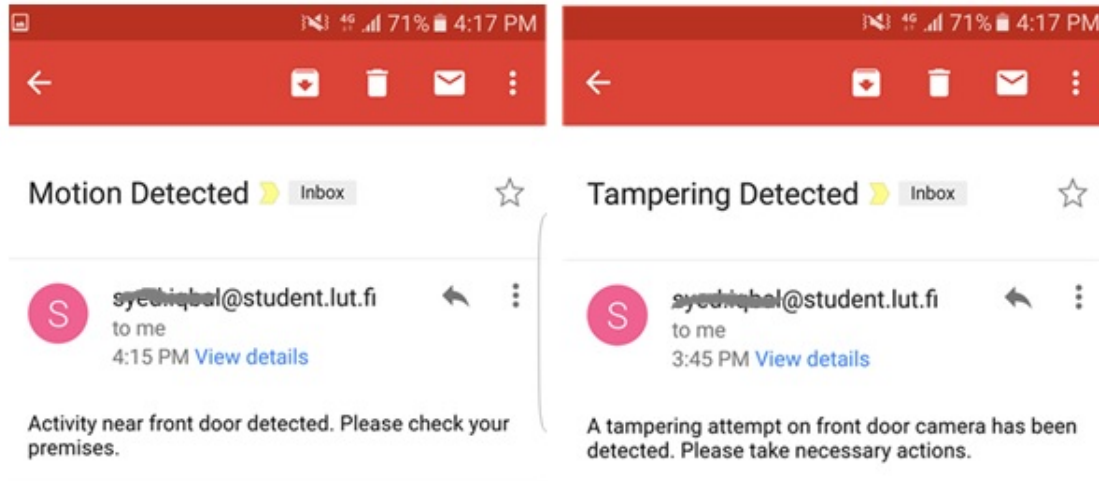 4G 71% 4:17 PM
Motion Detected Inbox
@student.lut.fi
to me
4:15 PM View details
Activity near front door detected. Please check your
premises.
4G 71% 4:17 PM
Tampering Detected Inbox
@student.lut.fi
to me
3:45 PM View details
A tampering attempt on front door camera has been
detected. Please take necessary actions.